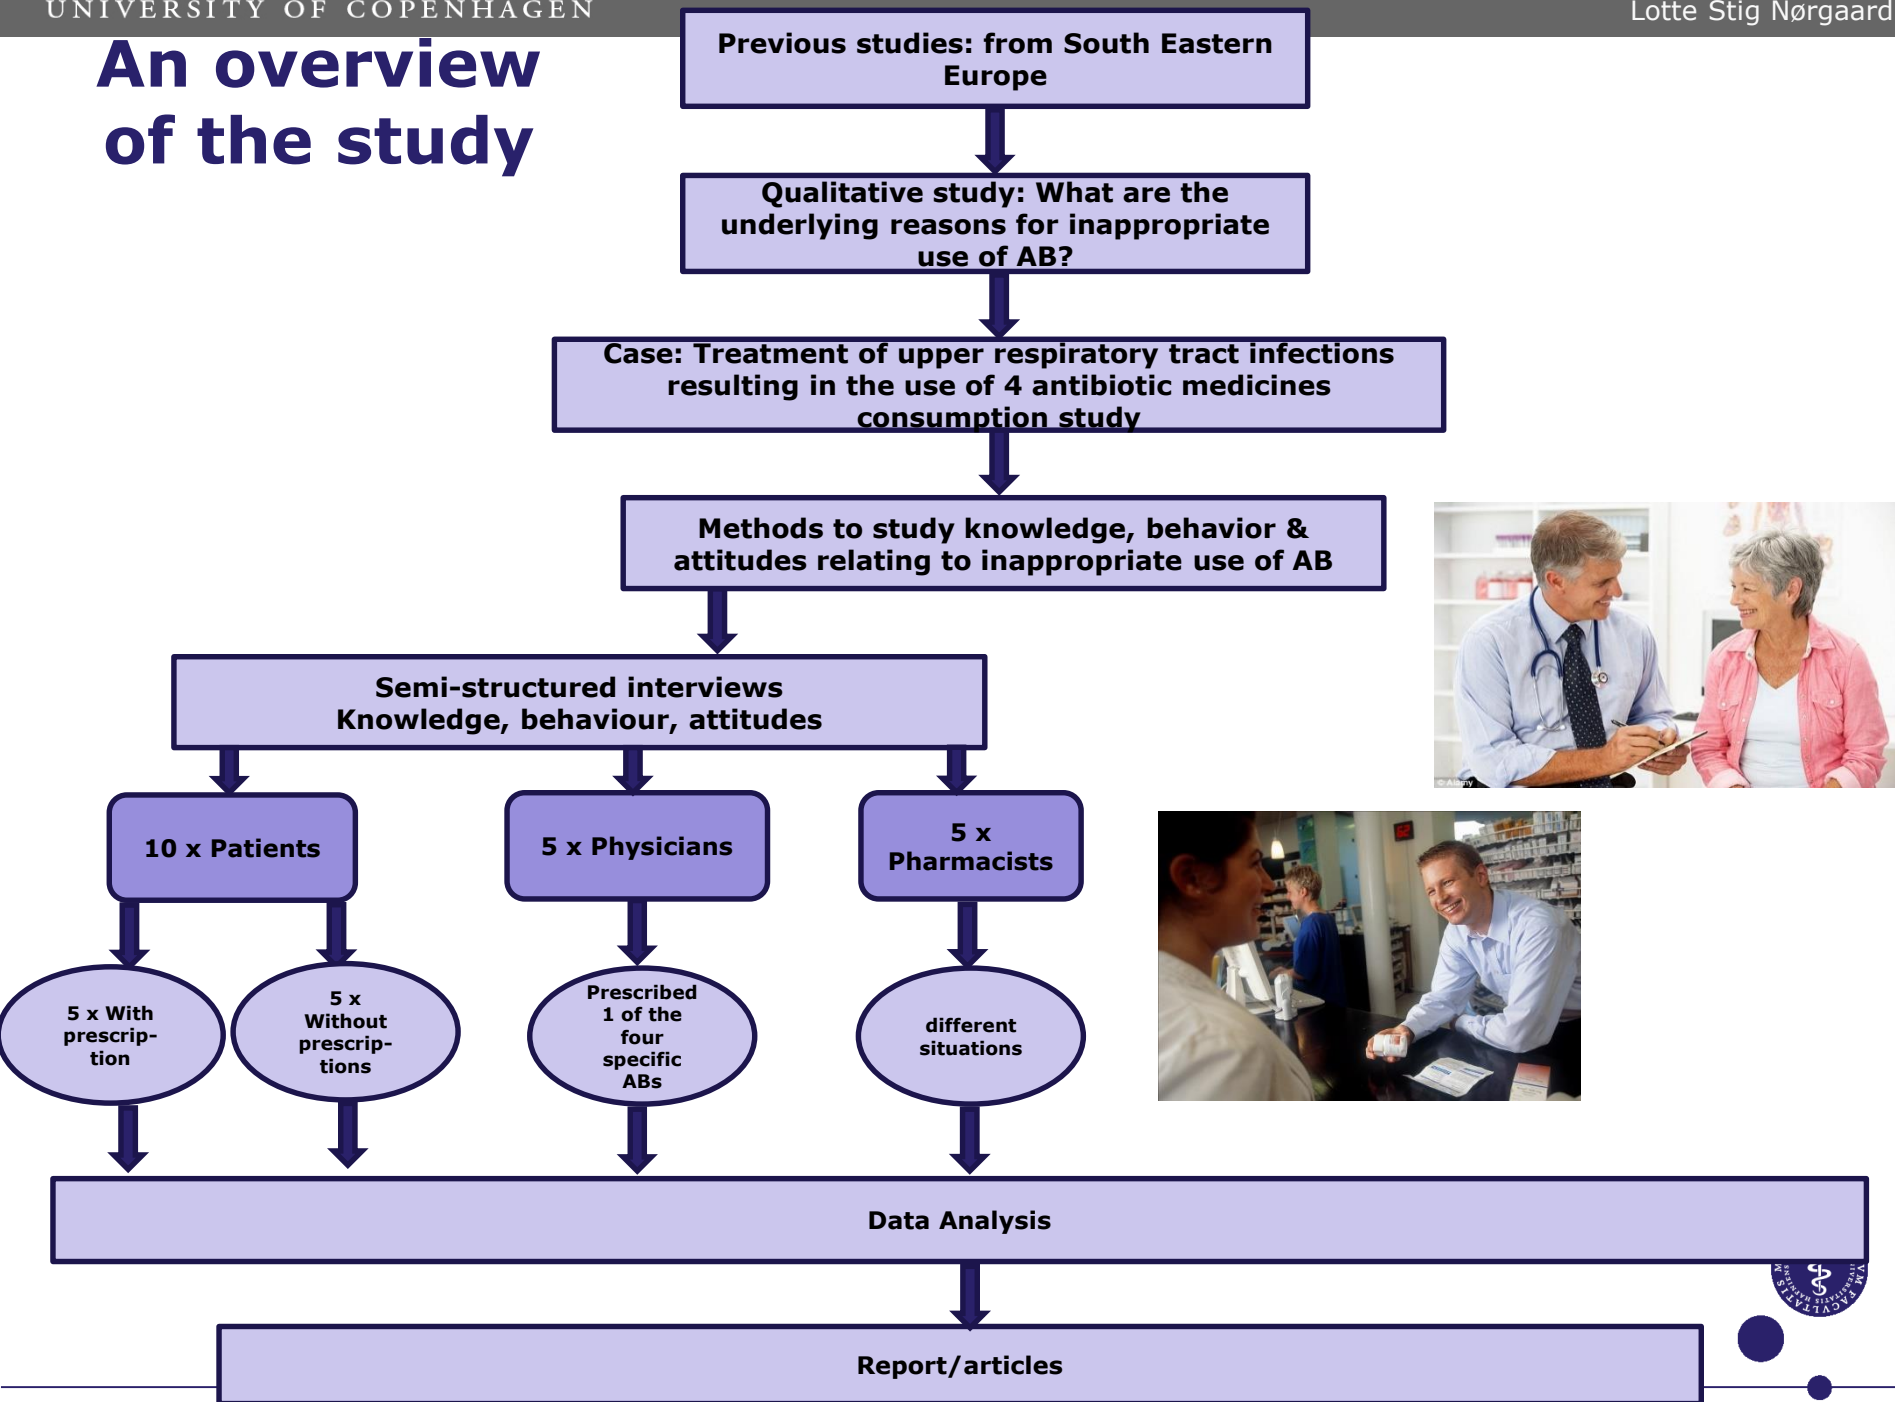 UNIVERSITY OF COPENHAGEN
Lotte Stig Nørgaard
An overview
of the study
Previous studies: from South Eastern
Europe
Qualitative study: What are the
underlying reasons for inappropriate
use of AB?
Case: Treatment of upper respiratory tract infections
resulting in the use of 4 antibiotic medicines
consumption study
Methods to study knowledge, behavior &
attitudes relating to inappropriate use of AB
© Alamy
Semi-structured interviews
Knowledge, behaviour, attitudes
10 x Patients
5 x Physicians
5 x
Pharmacists
62
5 x With
prescrip-
tion
5 x
Without
prescrip-
tions
Prescribed
1 of the
four
specific
ABs
different
situations
Data Analysis
Report/articles